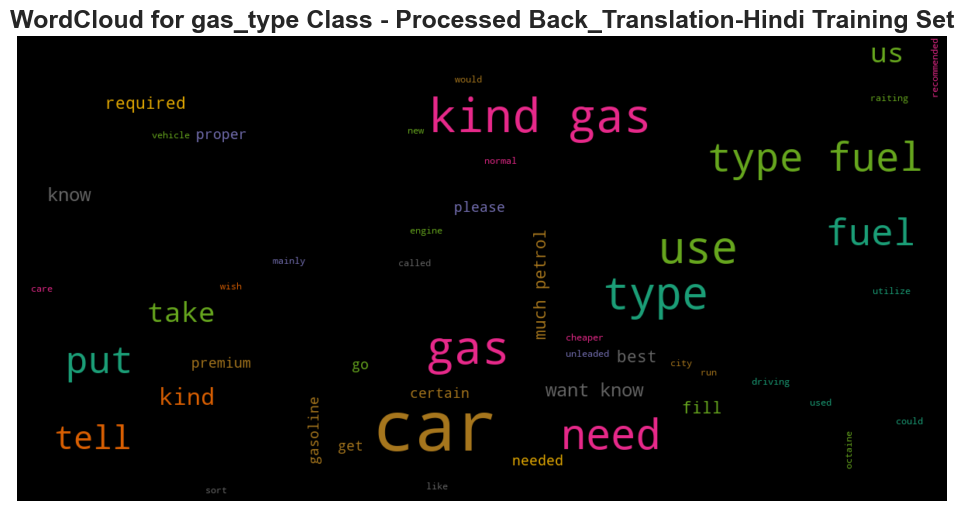 WordCloud for gas_type Class - Processed Back_Translation-Hindi Training Set
us
recommended
would
required
kind gas
raiting
vehicle
proper
new
normal
type fuel
know
please
fuel
engine
use
much petrol
mainly
called
care
wish
type
utilize
take
put
gas
cheaper
unleaded
best
premium
go
city
run
driving
kind
certain
want know
used
fill
tell
gasoline
car
need
could
get
needed
octaine
sort
like